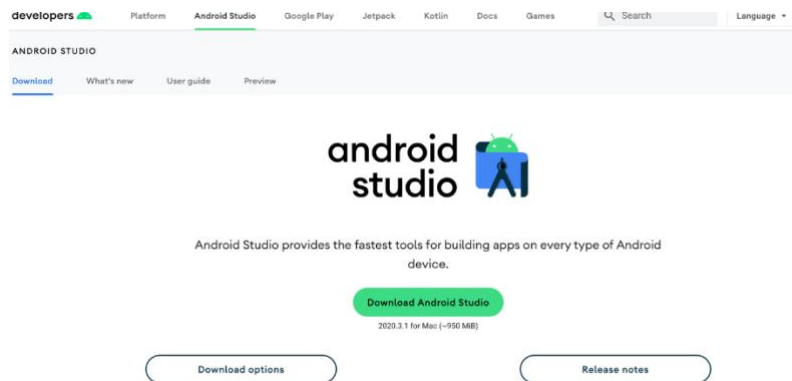 developers
Platform Android Studio Google Play Jetpack Kotlin Docs Games Search Language
ANDROID STUDIO
Download What's new User guide Preview
android
studio
Android Studio provides the fastest tools for building apps on every type of Android
device.
Download Android Studio
2020.3.1 for Mac (~950 MiB)
Download options Release notes